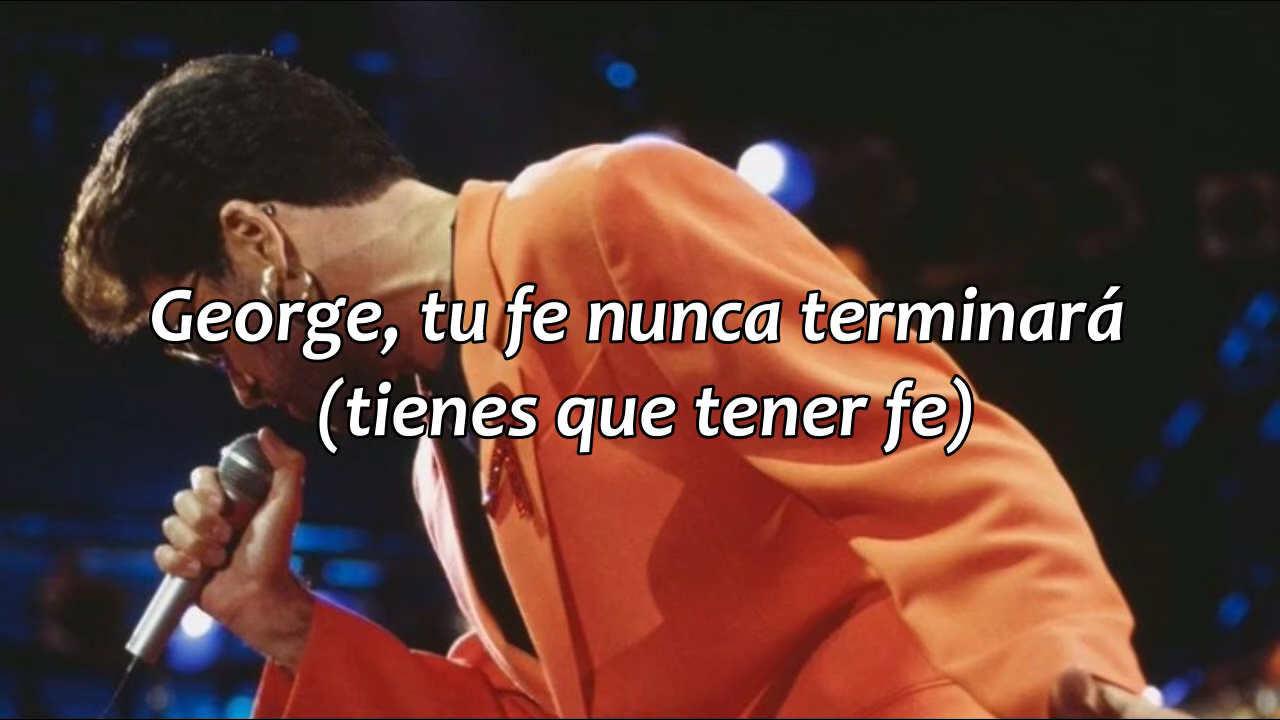 George, tu fe nunca terminará
(tienes que tener fe)